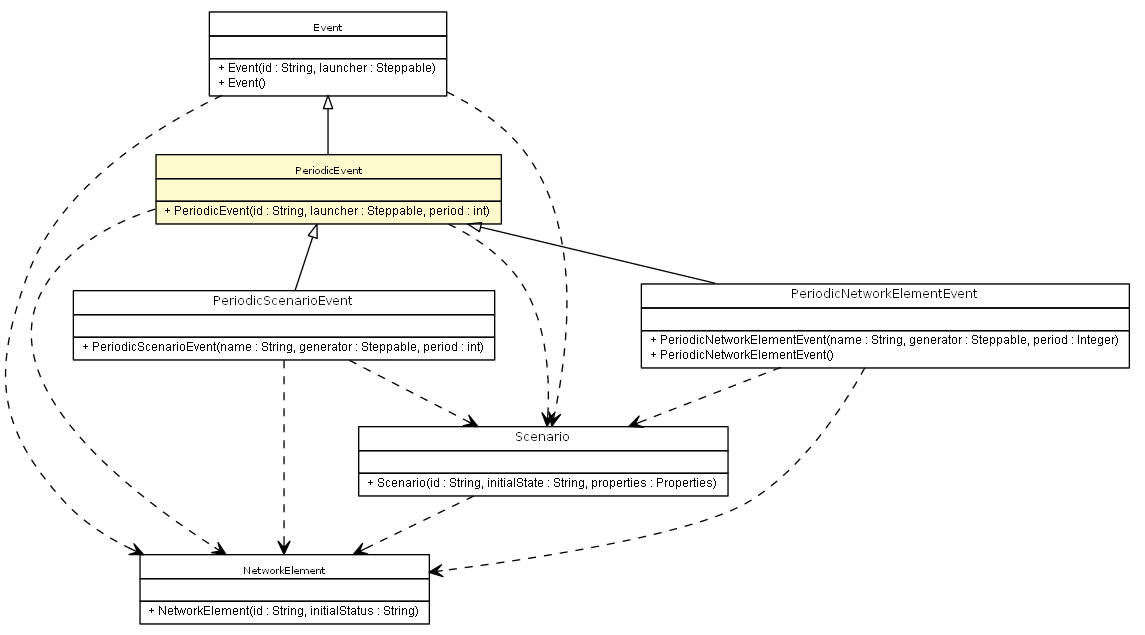 Event
+ Event(id : String, launcher : Steppable)
+ Event()
PeriodicEvent
+ PeriodicEvent(id : String, launcher : Steppable, period : int)
PeriodicScenarioEvent
+ PeriodicScenarioEvent(name : String, generator : Steppable, period : int)
PeriodicNetworkElementEvent
+ PeriodicNetworkElementEvent(name : String, generator : Steppable, period : Integer)
+ PeriodicNetworkElementEvent()
Scenario
+ Scenario(id : String, initialState : String, properties : Properties)
NetworkElement
+ NetworkElement(id : String, initialStatus : String)